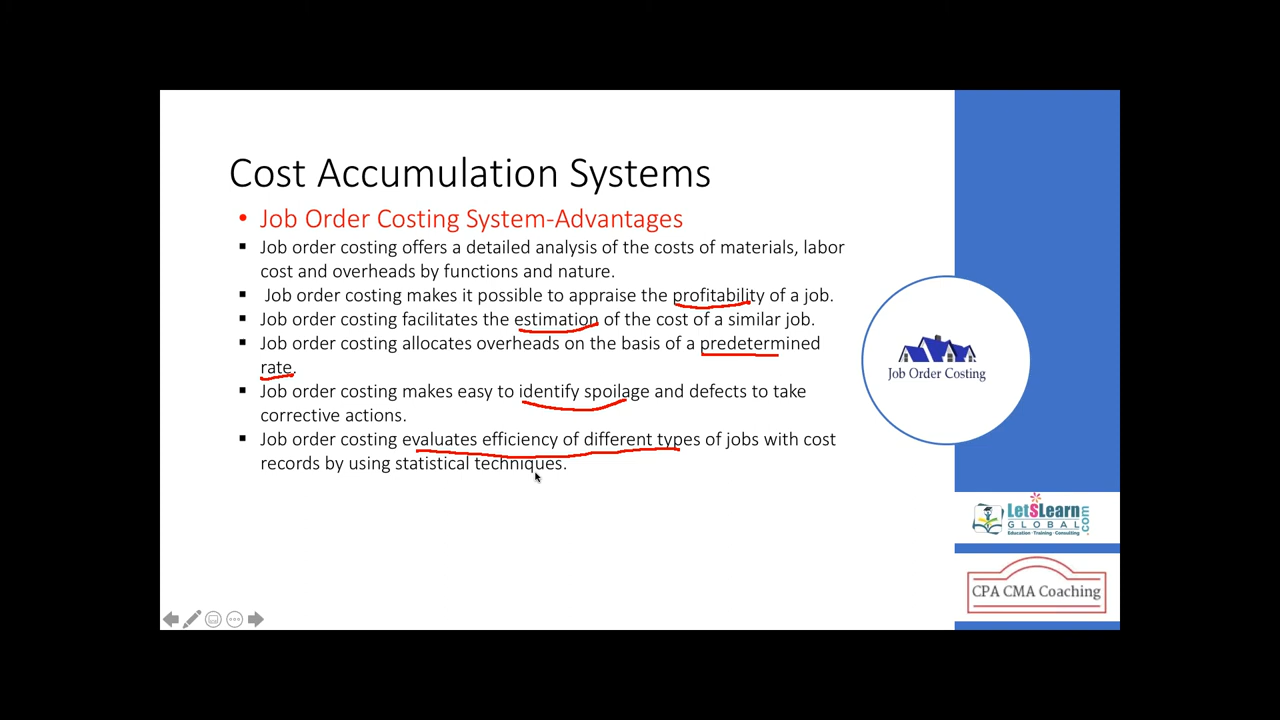 Cost Accumulation Systems
• Job Order Costing System-Advantages
▪ Job order costing offers a detailed analysis of the costs of materials, labor
cost and overheads by functions and nature.
▪ Job order costing makes it possible to appraise the profitability of a job.
▪ Job order costing facilitates the estimation of the cost of a similar job.
▪ Job order costing allocates overheads on the basis of a predetermined
rate.
▪ Job order costing makes easy to identify spoilage and defects to take
corrective actions.
▪ Job order costing evaluates efficiency of different types of jobs with cost
records by using statistical techniques.
Job Order Costing
LetSLearn
GLOBAL
.com
Education · Training · Consulting
CPA CMA Coaching